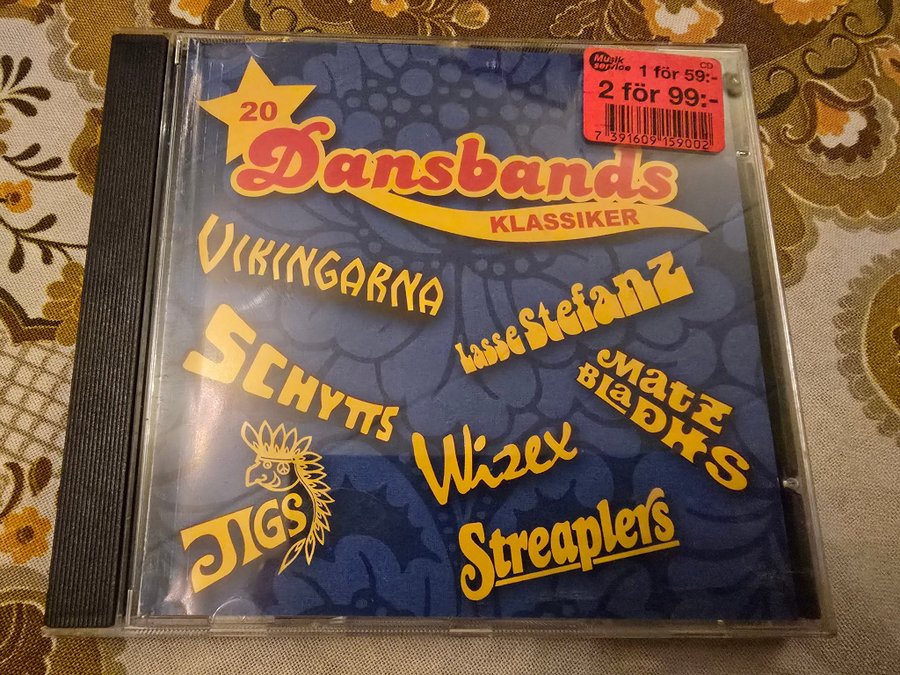 Musik
service
CD
1 för 59:-
2 för 99:-
7 391609 159002
20
Dansbands
KLASSIKER
VIKINGARNA
Lasse Stefanz
SCHYTTS
Matz
BLaDHS
Wizex
JIGS
Streaplers